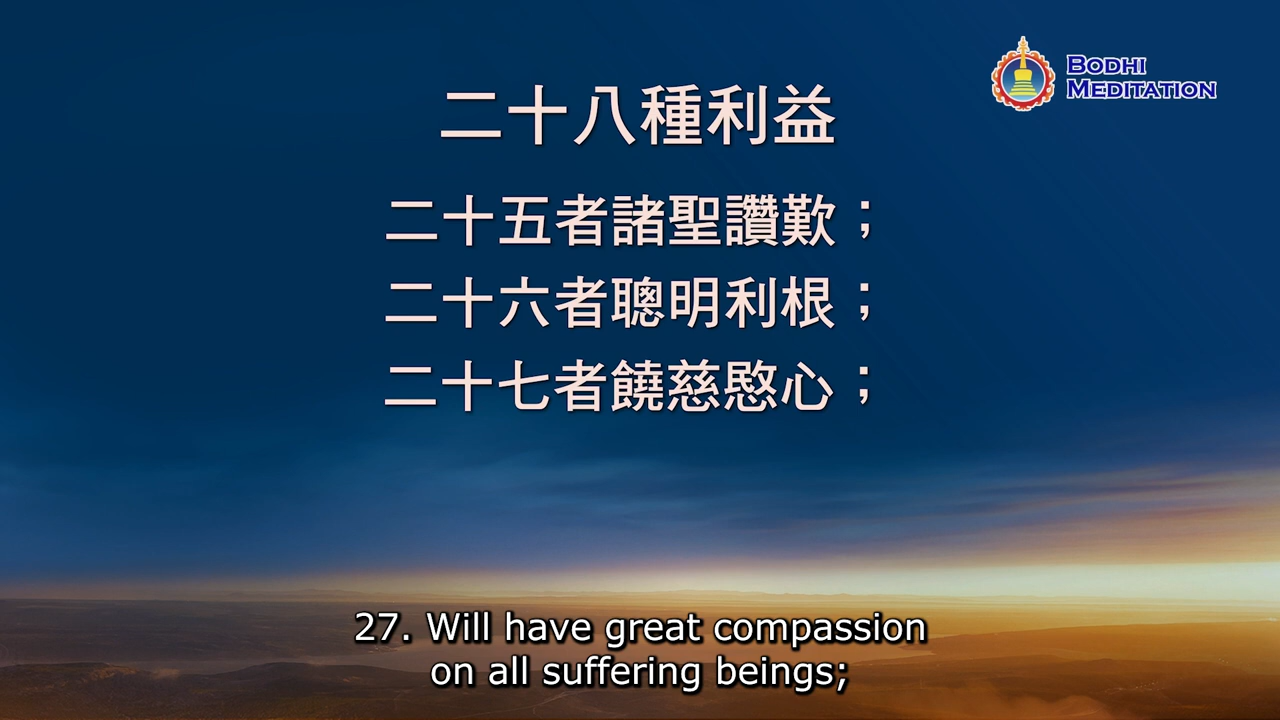 BODHI
MEDITATION
二十八種利益
二十五者諸聖讚歎；
二十六者聰明利根；
二十七者饒慈愍心；
27. Will have great compassion
on all suffering beings;